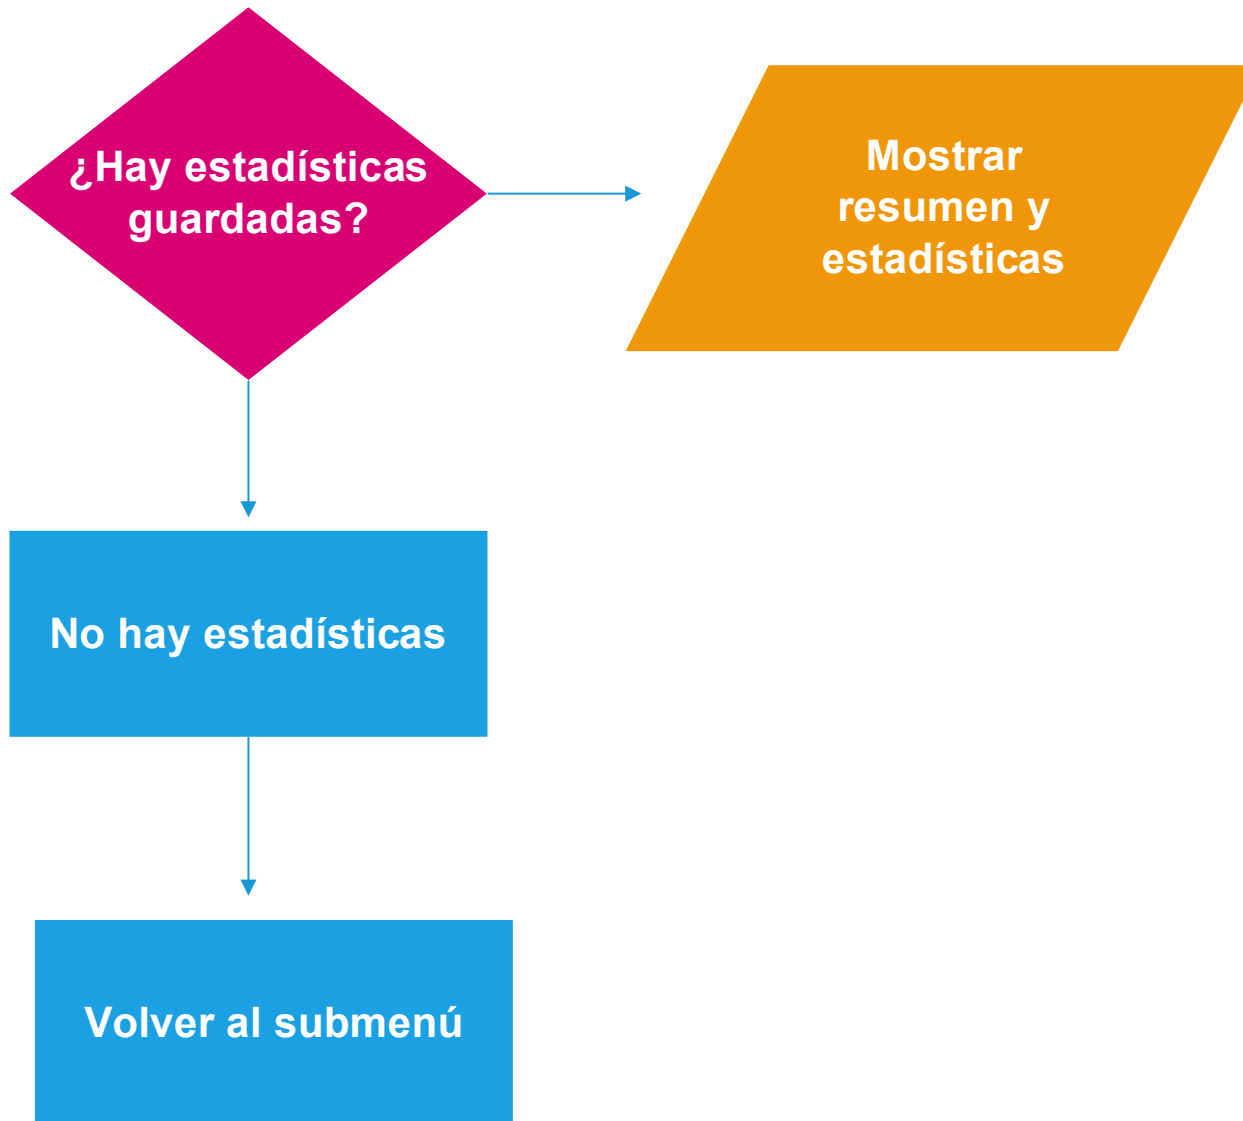 ¿Hay estadísticas
guardadas?
Mostrar
resumen y
estadísticas
No hay estadísticas
Volver al submenú